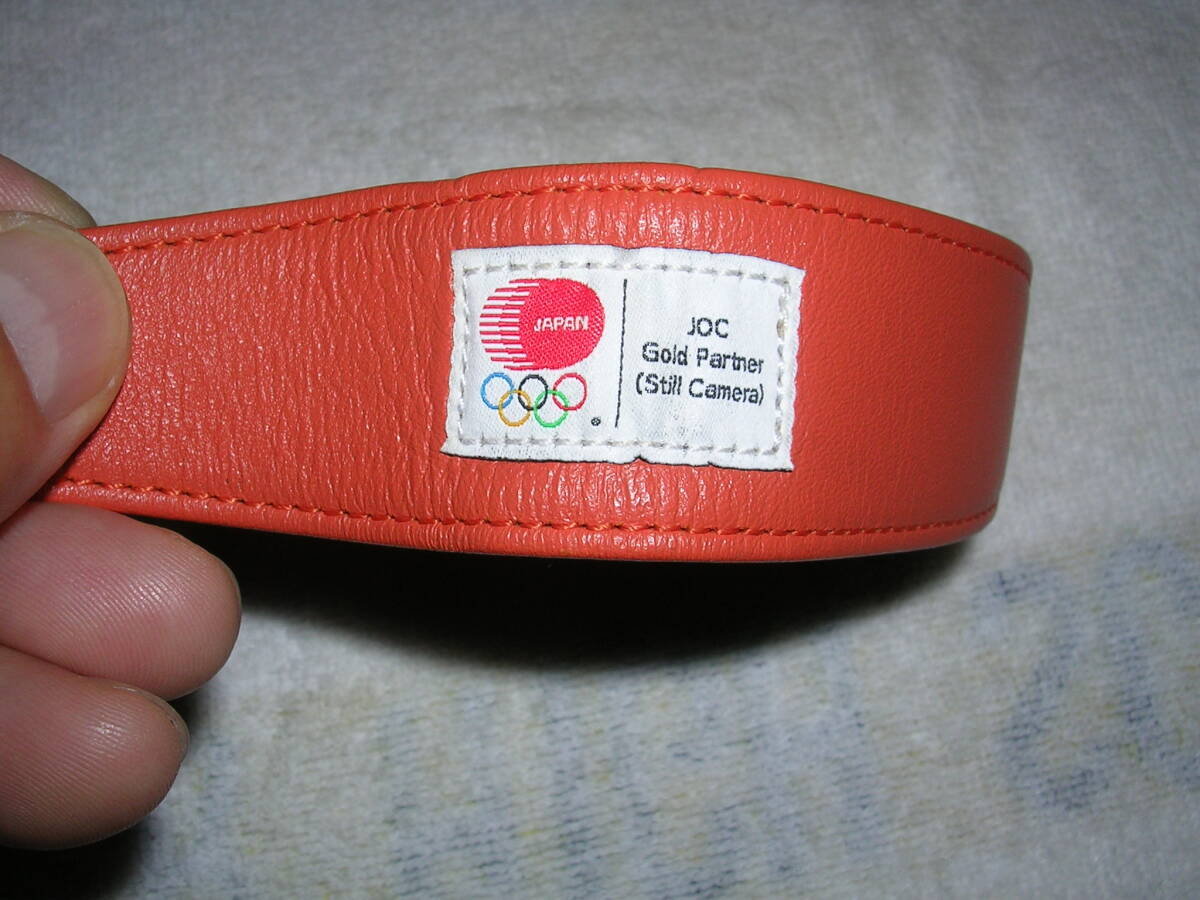 JAPAN
JOC
Gold Partner
(Still Camera)